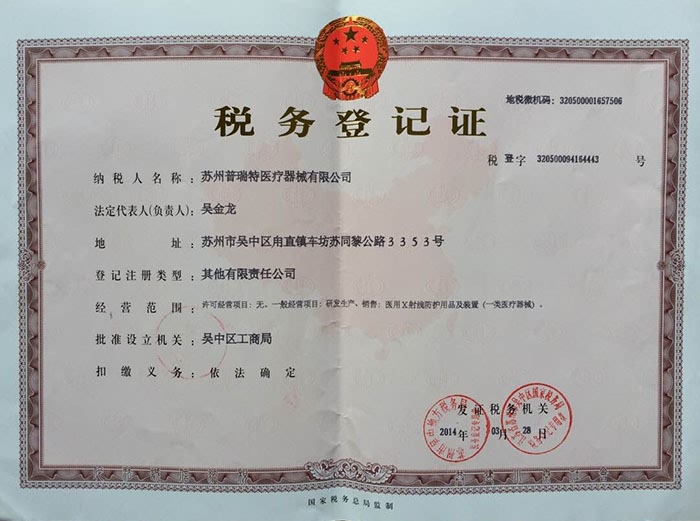 地税微机码：320500001657506
税务登记证
税 登 字 320500094164443 号
纳税人名称：苏州普瑞特医疗器械有限公司
法定代表人(负责人)：吴金龙
地址：苏州市吴中区甪直镇车坊苏同黎公路3353号
登记注册类型：其他有限责任公司
经营范围：许可经营项目：无。一般经营项目：研发生产、销售：医用X射线防护用品及装置（一类医疗器械）。
批准设立机关：吴中区工商局
扣缴义务：依法确定
发证税务机关
2014年 03月 28日
国家税务总局监制